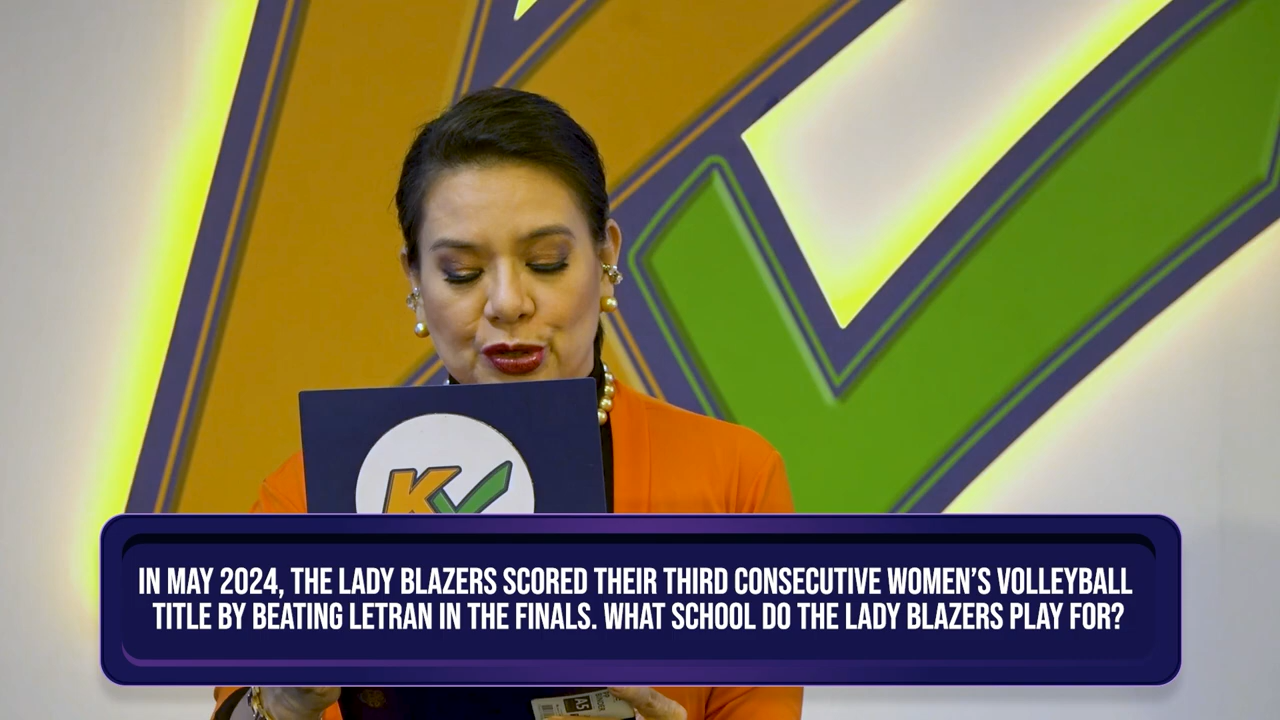 K
IN MAY 2024, THE LADY BLAZERS SCORED THEIR THIRD CONSECUTIVE WOMEN'S VOLLEYBALL
TITLE BY BEATING LETRAN IN THE FINALS. WHAT SCHOOL DO THE LADY BLAZERS PLAY FOR?
A5